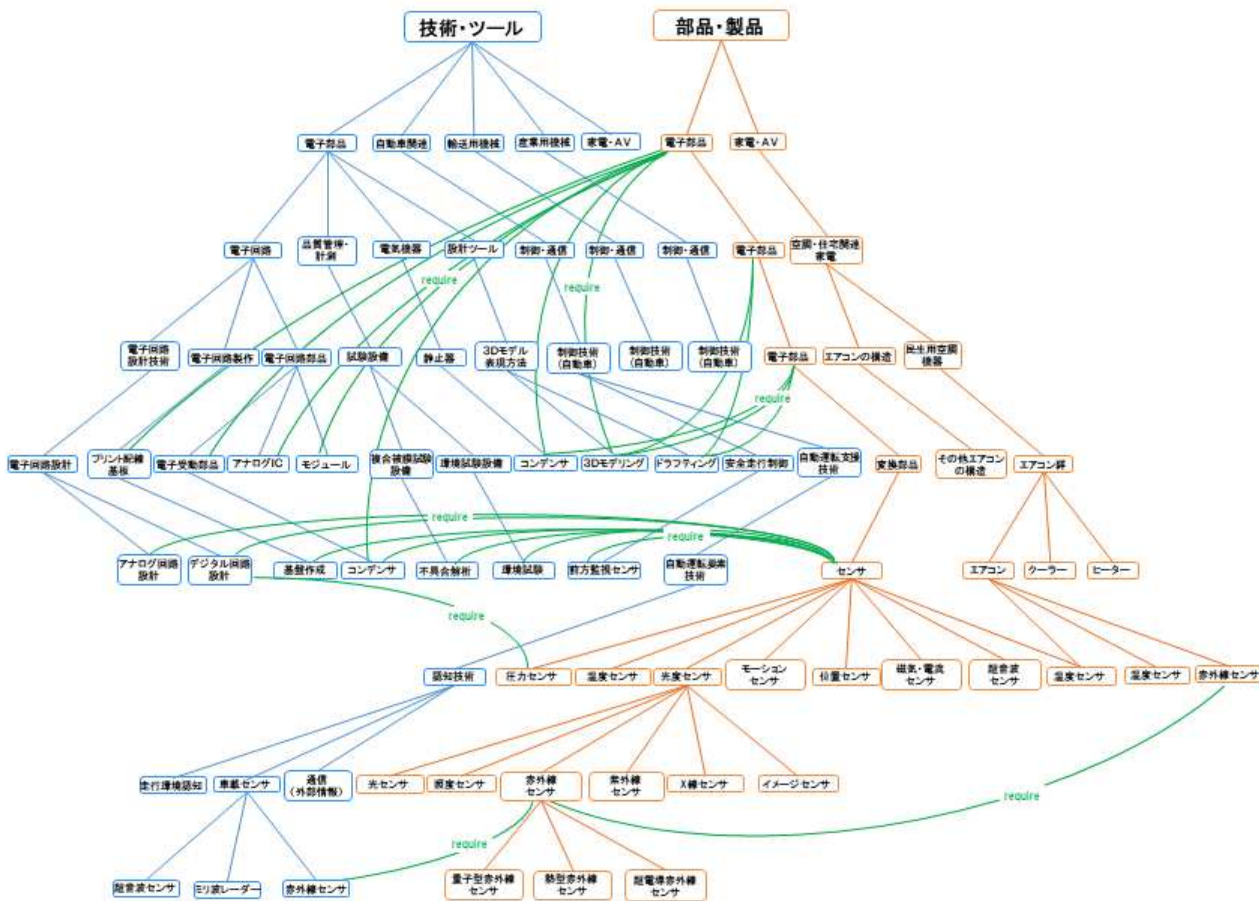 技術・ツール
部品・製品
電子部品
自動車関連
輸送用機械
産業用機械
家電・AV
電子部品
家電・AV
電子回路
品質管理・
計測
電気機器
設計ツール
制御・通信
制御・通信
制御・通信
電子部品
空調・住宅関連
家電
require
require
電子回路
設計技術
電子回路製作
電子回路部品
試験設備
静止器
3Dモデル
表現方法
制御技術
(自動車)
制御技術
(自動車)
制御技術
(自動車)
電子部品
エアコンの構造
民生用空調
機器
require
電子回路設計
プリント配線
基板
電子受動部品
アナログIC
モジュール
複合被膜試験
設備
環境試験設備
コンデンサ
3Dモデリング
ドラフティング
安全走行制御
自動運転支援
技術
変換部品
その他エアコン
の構造
エアコン群
require
require
アナログ回路
設計
デジタル回路
設計
基盤作成
コンデンサ
不具合解析
環境試験
前方監視センサ
自動運転要素
技術
センサ
エアコン
クーラー
ヒーター
require
認知技術
圧力センサ
温度センサ
光度センサ
モーション
センサ
位置センサ
磁気・電流
センサ
超音波
センサ
温度センサ
温度センサ
赤外線センサ
走行環境認知
車載センサ
通信
(外部情報)
光センサ
照度センサ
赤外線
センサ
紫外線
センサ
X線センサ
イメージセンサ
require
require
超音波センサ
ミリ波レーダー
赤外線センサ
量子型赤外線
センサ
熱型赤外線
センサ
超電導赤外線
センサ